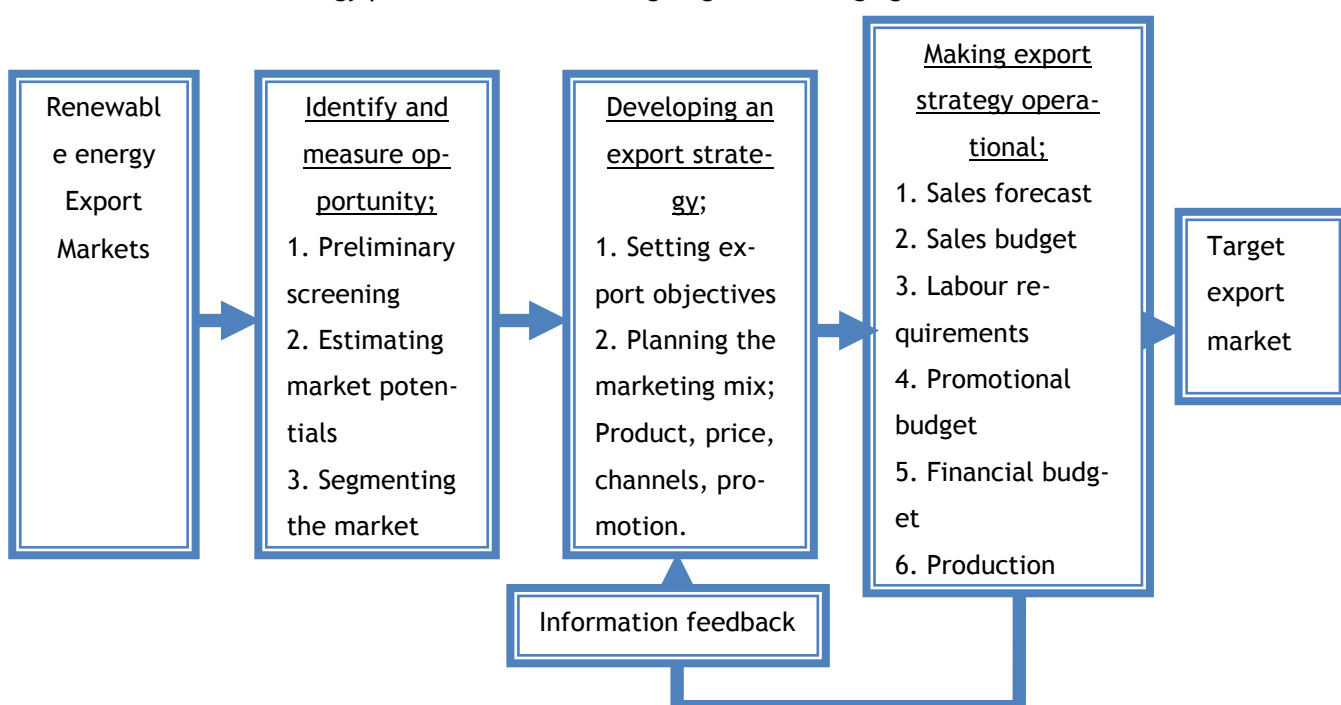 Renewabl
e energy
Export
Markets
Identify and
measure op-
portunity;
1. Preliminary
screening
2. Estimating
market poten-
tials
3. Segmenting
the market
Developing an
export strate-
gy;
1. Setting ex-
port objectives
2. Planning the
marketing mix;
Product, price,
channels, pro-
motion.
Making export
strategy opera-
tional;
1. Sales forecast
2. Sales budget
3. Labour re-
quirements
4. Promotional
budget
5. Financial budg-
et
6. Production
Target
export
market
Information feedback